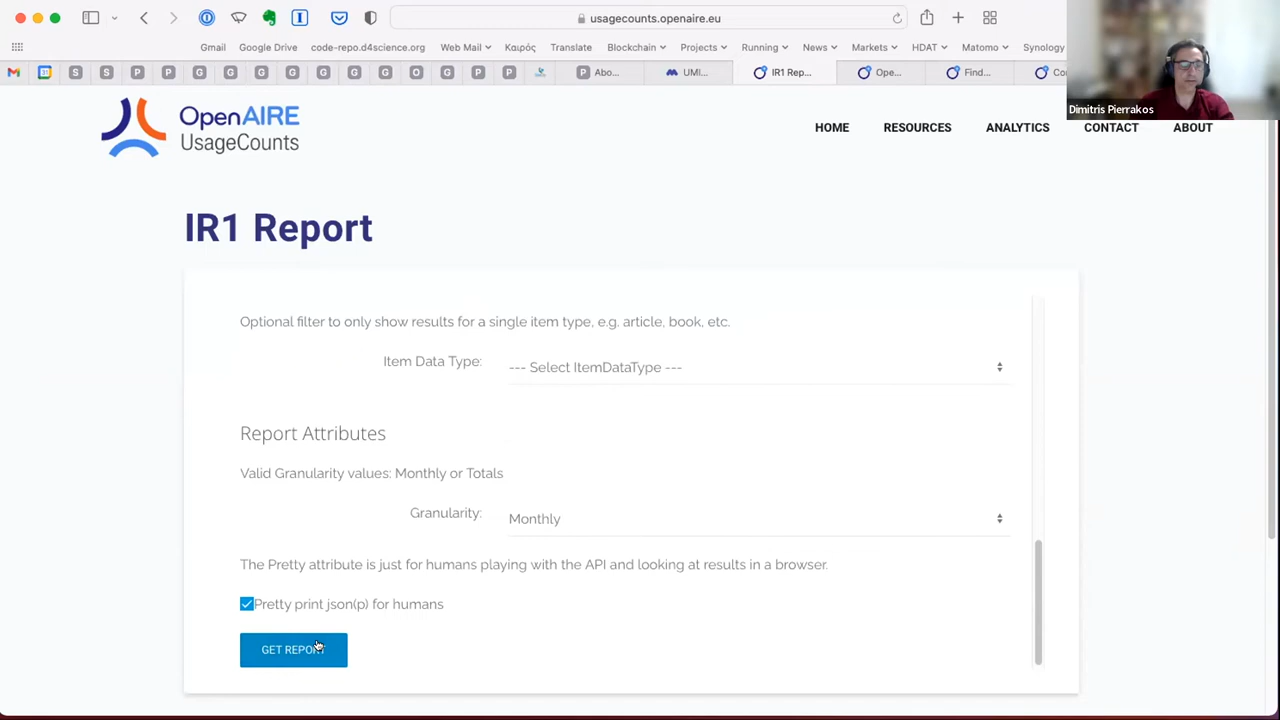 usagecounts.openaire.eu
Gmail Google Drive code-repo.d4science.org Web Mail Καιρός Translate Blockchain Projects Running News Markets HDAT Matomo Synology
S S P P G G G G G G G O G P P P Abo... UMI... IR1 Rep... Ope... Find... Co
Dimitris Pierrakos
OpenAIRE
UsageCounts
HOME RESOURCES ANALYTICS CONTACT ABOUT
IR1 Report
Optional filter to only show results for a single item type, e.g. article, book, etc.
Item Data Type: --- Select ItemDataType ---
Report Attributes
Valid Granularity values: Monthly or Totals
Granularity: Monthly
The Pretty attribute is just for humans playing with the API and looking at results in a browser.
Pretty print json(p) for humans
GET REPORT